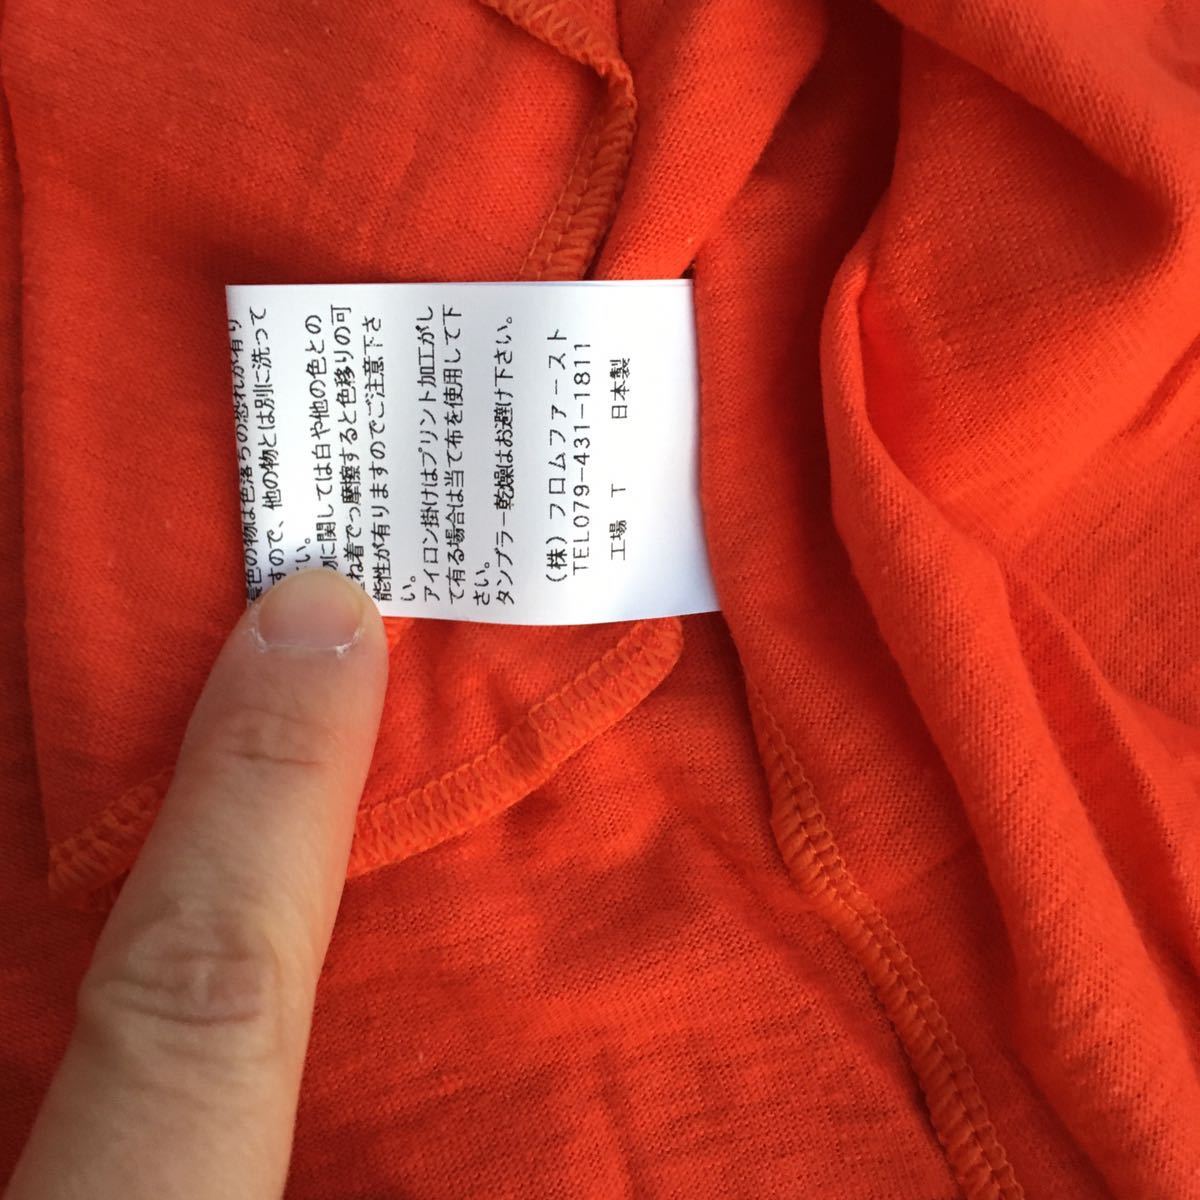 色の物は色落ちの恐れが有り
すので、他の物とは別に洗って
い。
に関しては白や他の色との
ね着でっ摩擦すると色移りの可
能性が有りますのでご注意下さ
い。
アイロン掛けはプリント加工がし
て有る場合は当て布を使用して下
さい。
タンブラー乾燥はお避け下さい。
(株)フロムファースト
TEL079-431-1811
工場 T 日本製